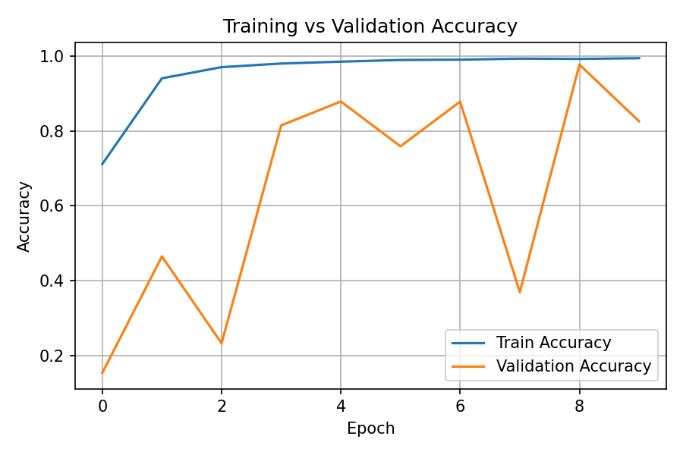 Training vs Validation Accuracy
1.0
0.8
0.6
0.4
0.2
Accuracy
Train Accuracy
Validation Accuracy
0 2 4 6 8
Epoch